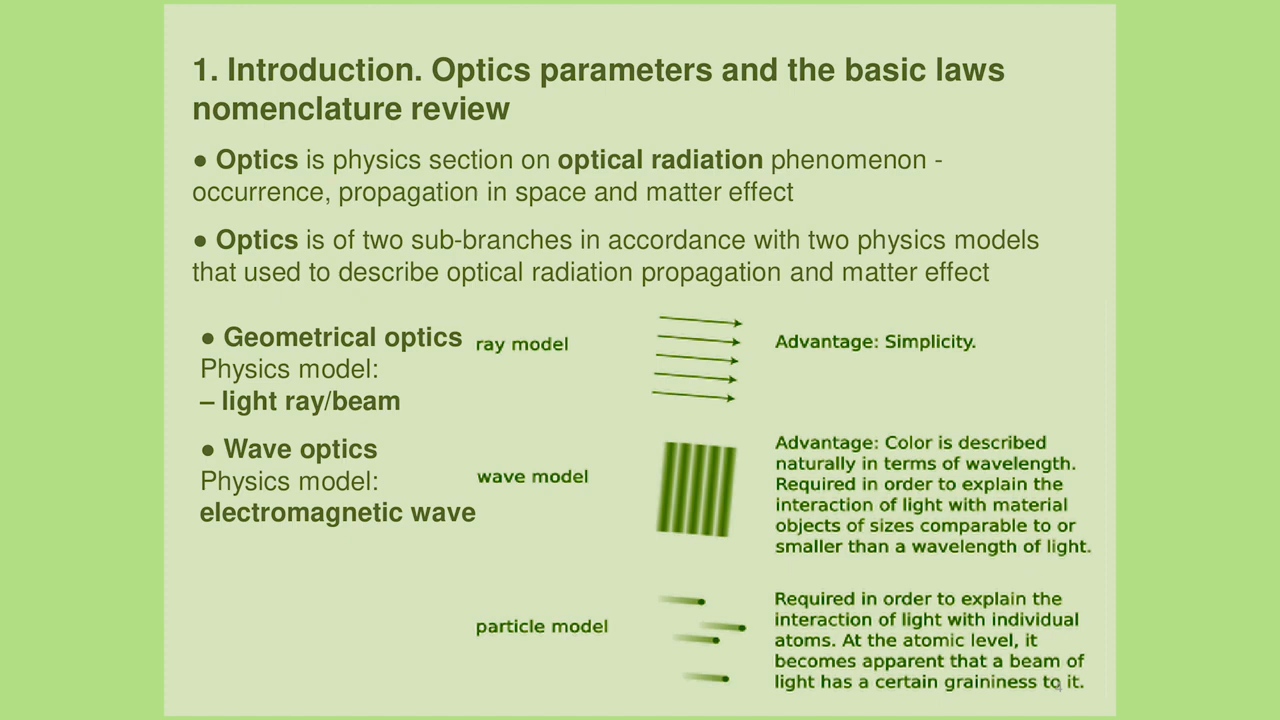 1. Introduction. Optics parameters and the basic laws
nomenclature review
● Optics is physics section on optical radiation phenomenon -
occurrence, propagation in space and matter effect
● Optics is of two sub-branches in accordance with two physics models
that used to describe optical radiation propagation and matter effect
● Geometrical optics
Physics model:
– light ray/beam
● Wave optics
Physics model:
electromagnetic wave
ray model
Advantage: Simplicity.
wave model
Advantage: Color is described
naturally in terms of wavelength.
Required in order to explain the
interaction of light with material
objects of sizes comparable to or
smaller than a wavelength of light.
particle model
Required in order to explain the
interaction of light with individual
atoms. At the atomic level, it
becomes apparent that a beam of
light has a certain graininess to it.
4